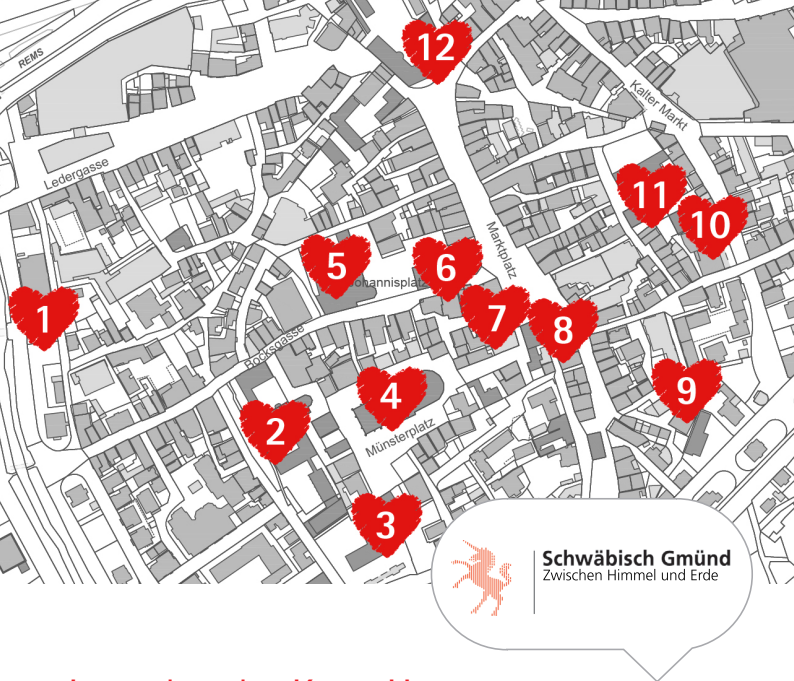 12
REMS
Kalter Markt
Ledergasse
11
10
Marktplatz
5
6
Johannisplatz
1
7
8
Bocksgasse
4
9
2
Münsterplatz
3
Schwäbisch Gmünd
Zwischen Himmel und Erde